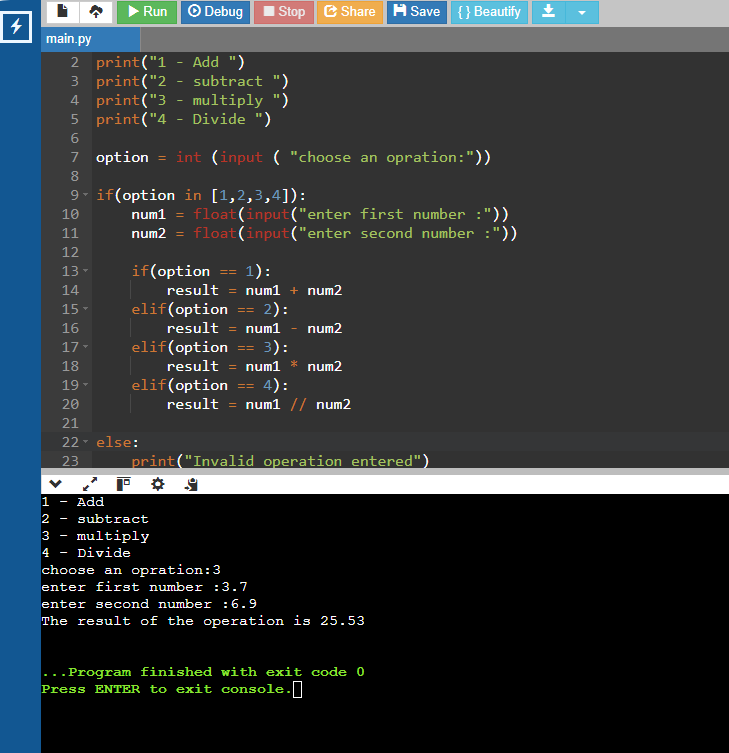 Run Debug Stop Share Save { } Beautify
main.py
2 print("1 - Add ")
3 print("2 - subtract ")
4 print("3 - multiply ")
5 print("4 - Divide ")
6
7 option = int (input ( "choose an opration:"))
8
9 if(option in [1,2,3,4]):
10 num1 = float(input("enter first number :"))
11 num2 = float(input("enter second number :"))
12
13 if(option == 1):
14 result = num1 + num2
15 elif(option == 2):
16 result = num1 - num2
17 elif(option == 3):
18 result = num1 * num2
19 elif(option == 4):
20 result = num1 // num2
21
22 else:
23 print("Invalid operation entered")
1 - Add
2 - subtract
3 - multiply
4 - Divide
choose an opration:3
enter first number :3.7
enter second number :6.9
The result of the operation is 25.53
...Program finished with exit code 0
Press ENTER to exit console.